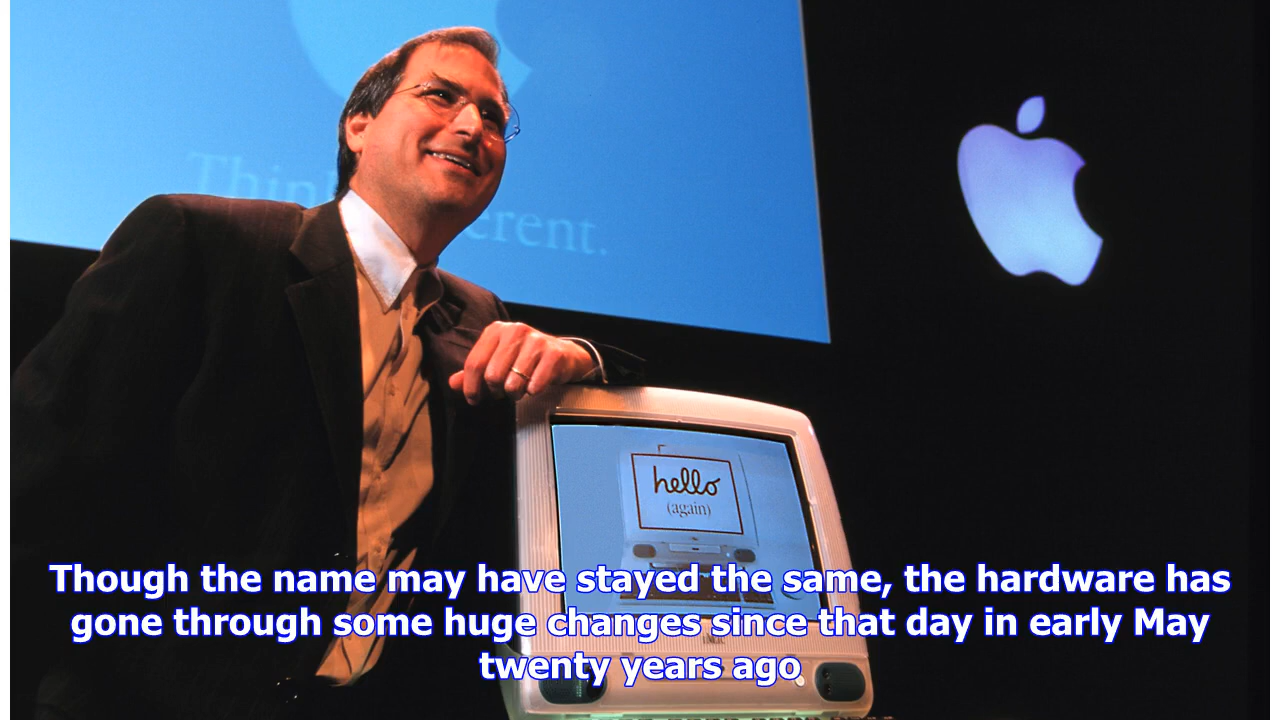 Think different.
hello
(again)
Though the name may have stayed the same, the hardware has
gone through some huge changes since that day in early May
twenty years ago